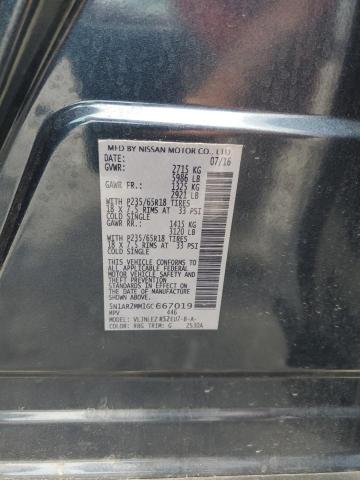 MFD BY NISSAN MOTOR CO., LTD
07/16
GVWR: 2715 KG
5986 LB
GAWR FR.: 1325 KG
2921 LB
WITH P235/65R18 TIRES
18 X 7.5 RIMS AT 33 PSI
COLD SINGLE
GAWR RR.: 1415 KG
3120 LB
WITH P235/65R18 TIRES
18 X 7.5 RIMS AT 33 PSI
COLD SINGLE
THIS VEHICLE CONFORMS TO
ALL APPLICABLE FEDERAL MOTOR
VEHICLE SAFETY AND THEFT
PREVENTION STANDARDS IN
EFFECT ON THE DATE OF
MANUFACTURE SHOWN ABOVE.
5N1AR2MM1GC667019
MPV 446
MODEL:
COLOR: RBG TRIM: G